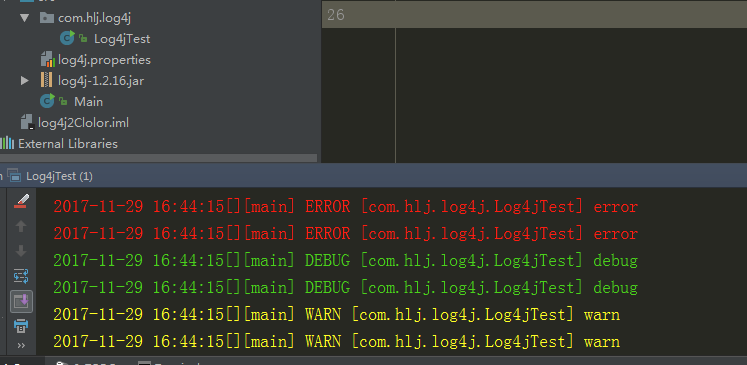 com.hlj.log4j
Log4jTest
log4j.properties
log4j-1.2.16.jar
Main
log4j2Clolor.iml
External Libraries
26
Log4jTest (1)
2017-11-29 16:44:15[][main] ERROR [com.hlj.log4j.Log4jTest] error
2017-11-29 16:44:15[][main] ERROR [com.hlj.log4j.Log4jTest] error
2017-11-29 16:44:15[][main] DEBUG [com.hlj.log4j.Log4jTest] debug
2017-11-29 16:44:15[][main] DEBUG [com.hlj.log4j.Log4jTest] debug
2017-11-29 16:44:15[][main] WARN [com.hlj.log4j.Log4jTest] warn
2017-11-29 16:44:15[][main] WARN [com.hlj.log4j.Log4jTest] warn